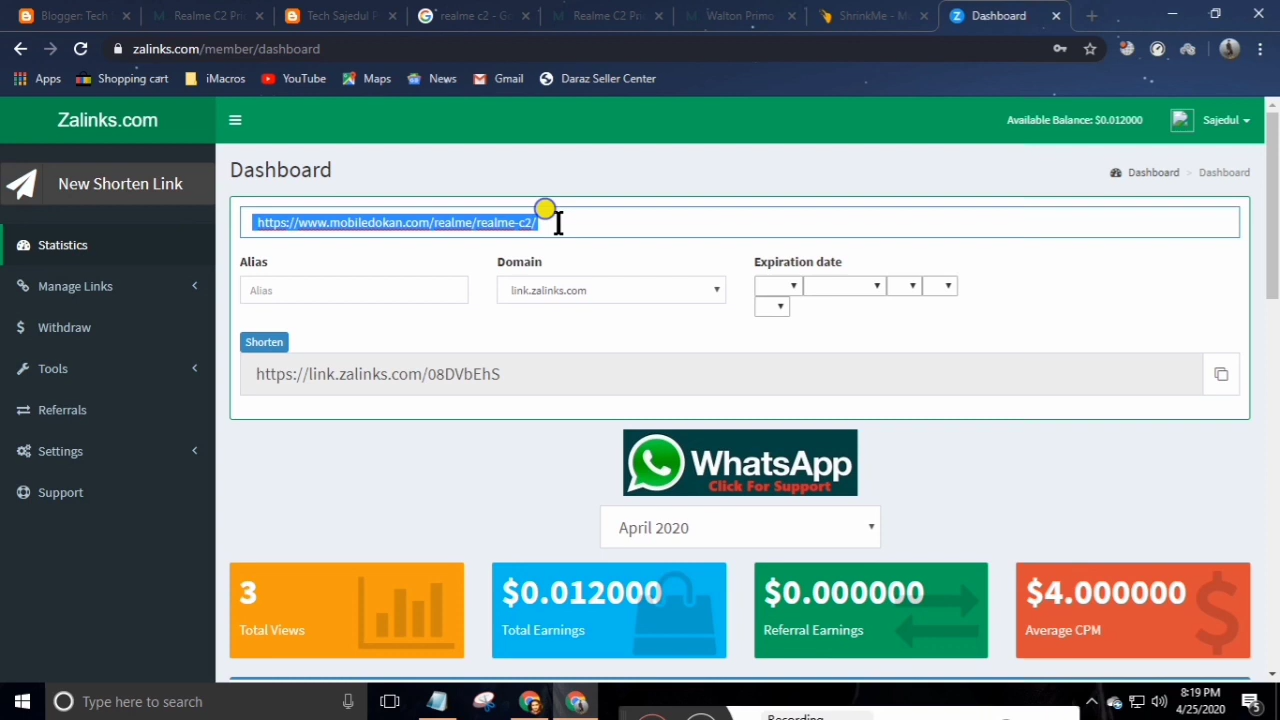 Blogger: Tech
Realme C2 Pri
Tech Sajedul P
realme c2 - Go
Realme C2 Pri
Walton Primo
ShrinkMe - M
Dashboard
zalinks.com/member/dashboard
Apps
Shopping cart
iMacros
YouTube
Maps
News
Gmail
Daraz Seller Center
Zalinks.com
Available Balance: $0.012000
Sajedul
New Shorten Link
Dashboard
Dashboard > Dashboard
https://www.mobiledokan.com/realme/realme-c2/
Statistics
Alias
Domain
Expiration date
Manage Links
Alias
link.zalinks.com
Withdraw
Shorten
Tools
https://link.zalinks.com/08DVbEhS
Referrals
Settings
WhatsApp
Click For Support
Support
April 2020
3
Total Views
$0.012000
Total Earnings
$0.000000
Referral Earnings
$4.000000
Average CPM
Type here to search
8:19 PM
4/25/2020
5
Recording